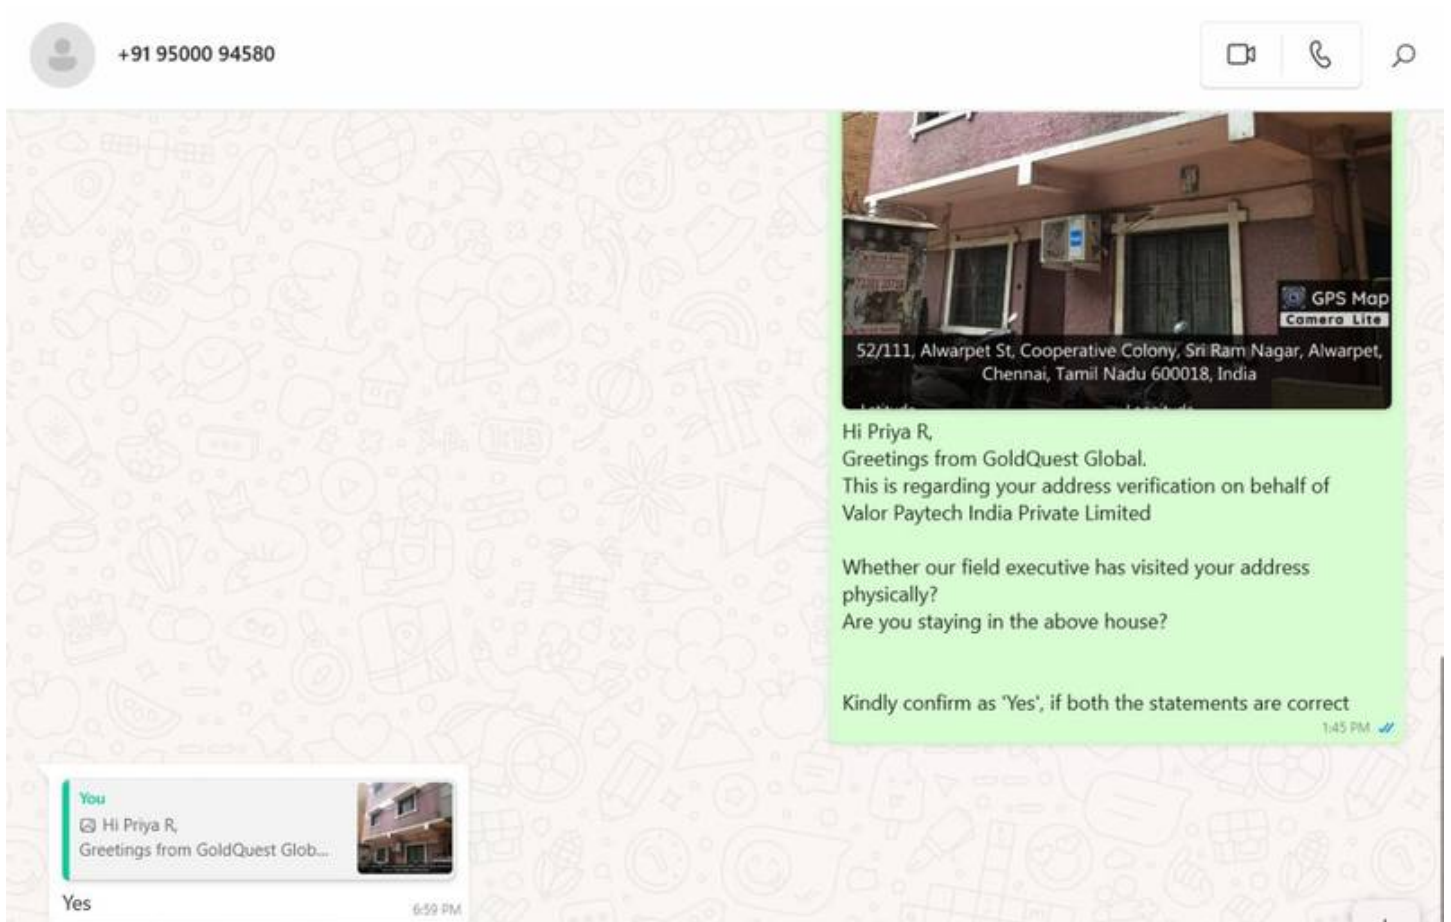 +91 95000 94580
GPS Map
Camera Lite
52/111, Alwarpet St, Cooperative Colony, Sri Ram Nagar, Alwarpet,
Chennai, Tamil Nadu 600018, India
Hi Priya R,
Greetings from GoldQuest Global.
This is regarding your address verification on behalf of
Valor Paytech India Private Limited
Whether our field executive has visited your address
physically?
Are you staying in the above house?
Kindly confirm as 'Yes', if both the statements are correct
1:45 PM
You
Hi Priya R,
Greetings from GoldQuest Glob...
Yes
6:59 PM